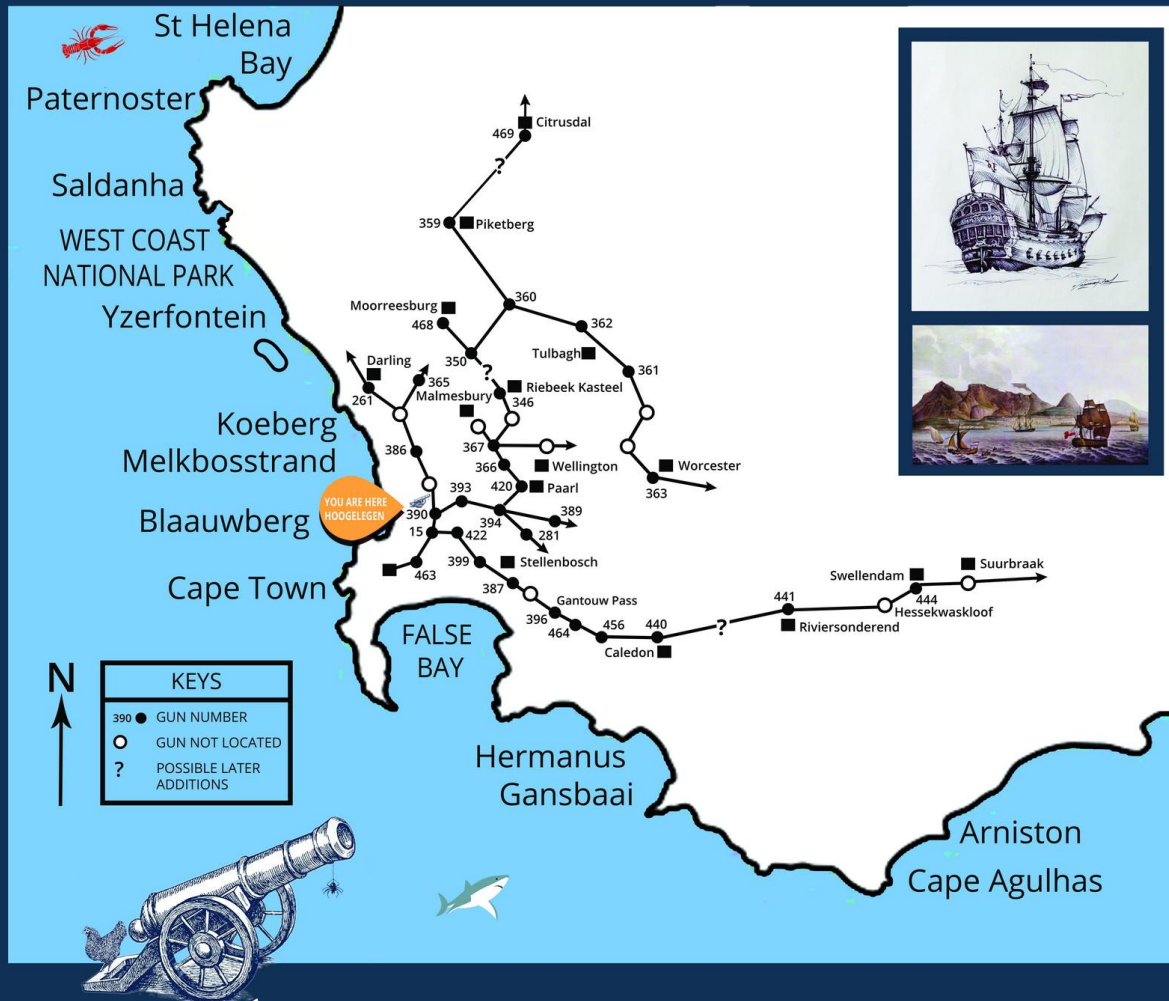 St Helena
Bay
Paternoster
Saldanha
WEST COAST
NATIONAL PARK
Yzerfontein
Koeberg
Melkbosstrand
Blaauwberg
Cape Town
YOU ARE HERE
HOOGELEGEN
Citrusdal
469
?
359
Piketberg
360
Moorreesburg
468
362
Tulbagh
350
361
?
Darling
365
Riebeek Kasteel
261
Malmesbury
346
386
367
366
Wellington
Worcester
420
Paarl
363
393
389
390
394
15
422
281
463
399
Stellenbosch
387
Gantouw Pass
396
464
456
440
Caledon
?
441
Riviersonderend
Swellendam
444
Hessekwaskloof
Suurbraak
FALSE
BAY
N
KEYS
390 GUN NUMBER
GUN NOT LOCATED
? POSSIBLE LATER
ADDITIONS
Hermanus
Gansbaai
Arniston
Cape Agulhas